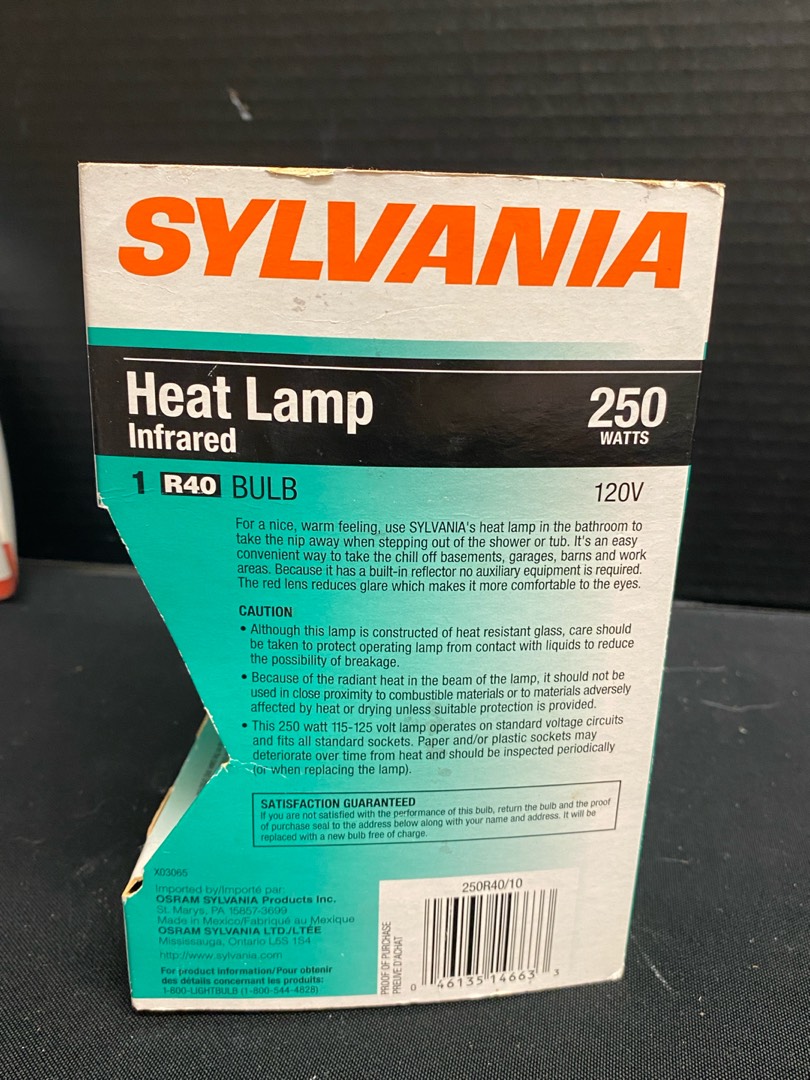 SYLVANIA
Heat Lamp
Infrared
250
WATTS
1 R40 BULB
120V
For a nice, warm feeling, use SYLVANIA's heat lamp in the bathroom to
take the nip away when stepping out of the shower or tub. It's an easy
convenient way to take the chill off basements, garages, barns and work
areas. Because it has a built-in reflector no auxiliary equipment is required.
The red lens reduces glare which makes it more comfortable to the eyes.
CAUTION
• Although this lamp is constructed of heat resistant glass, care should
be taken to protect operating lamp from contact with liquids to reduce
the possibility of breakage.
• Because of the radiant heat in the beam of the lamp, it should not be
used in close proximity to combustible materials or to materials adversely
affected by heat or drying unless suitable protection is provided.
• This 250 watt 115-125 volt lamp operates on standard voltage circuits
and fits all standard sockets. Paper and/or plastic sockets may
deteriorate over time from heat and should be inspected periodically
(or when replacing the lamp).
SATISFACTION GUARANTEED
If you are not satisfied with the performance of this bulb, return the bulb and the proof
of purchase seal to the address below along with your name and address. It will be
replaced with a new bulb free of charge.
X03065
Imported by/Importé par:
OSRAM SYLVANIA Products Inc.
St. Marys, PA 15857-3699
Made in Mexico/Fabriqué au Mexique
OSRAM SYLVANIA LTD./LTÉE
Mississauga, Ontario L5S 1S4
http://www.sylvania.com
For product information/Pour obtenir
des détails concernant les produits:
1-800-LIGHTBULB (1-800-544-4828)
PROOF OF PURCHASE
PREUVE D'ACHAT
250R40/10
0 46135 14663 3